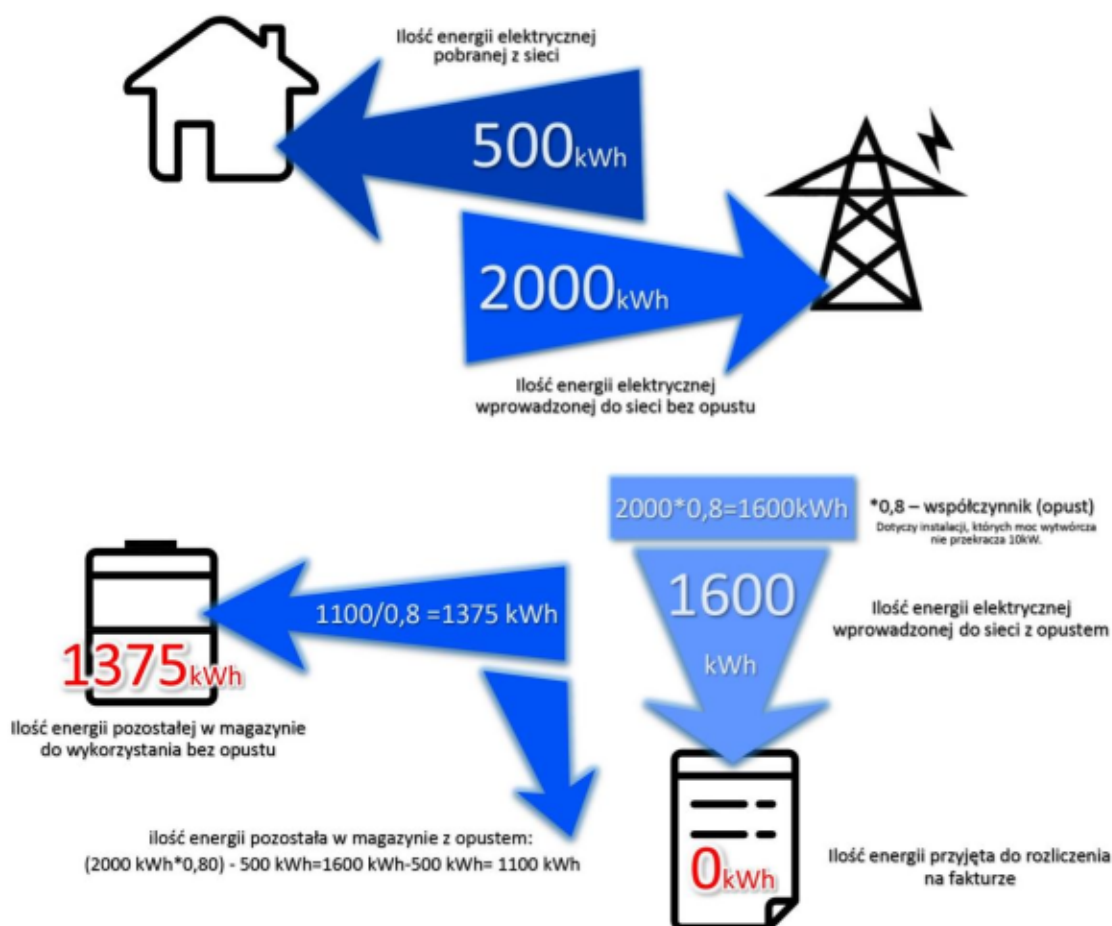 Ilość energii elektrycznej
pobranej z sieci
500kWh
2000kWh
Ilość energii elektrycznej
wprowadzonej do sieci bez opustu
2000*0,8=1600kWh
*0,8 – współczynnik (opust)
Dotyczy instalacji, których moc wytwórcza
nie przekracza 10kW.
1600
kWh
Ilość energii elektrycznej
wprowadzonej do sieci z opustem
1100/0,8 =1375 kWh
1375kWh
Ilość energii pozostałej w magazynie
do wykorzystania bez opustu
ilość energii pozostała w magazynie z opustem:
(2000 kWh*0,80) - 500 kWh=1600 kWh-500 kWh= 1100 kWh
0kWh
Ilość energii przyjęta do rozliczenia
na fakturze